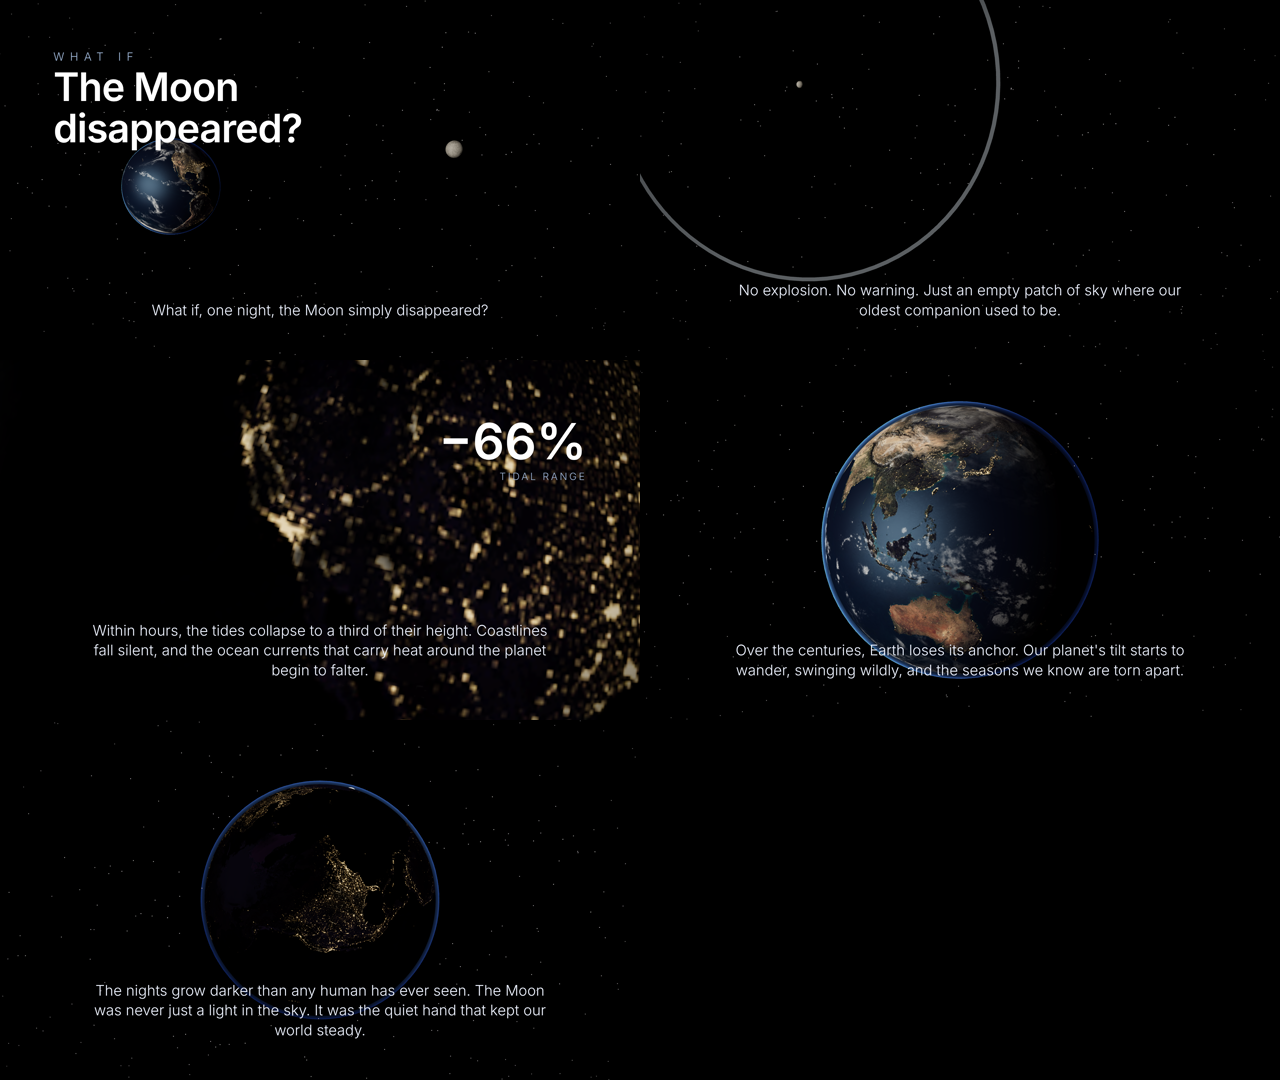 WHAT IF
The Moon
disappeared?
What if, one night, the Moon simply disappeared?
No explosion. No warning. Just an empty patch of sky where our
oldest companion used to be.
−66%
TIDAL RANGE
Within hours, the tides collapse to a third of their height. Coastlines
fall silent, and the ocean currents that carry heat around the planet
begin to falter.
Over the centuries, Earth loses its anchor. Our planet's tilt starts to
wander, swinging wildly, and the seasons we know are torn apart.
The nights grow darker than any human has ever seen. The Moon
was never just a light in the sky. It was the quiet hand that kept our
world steady.